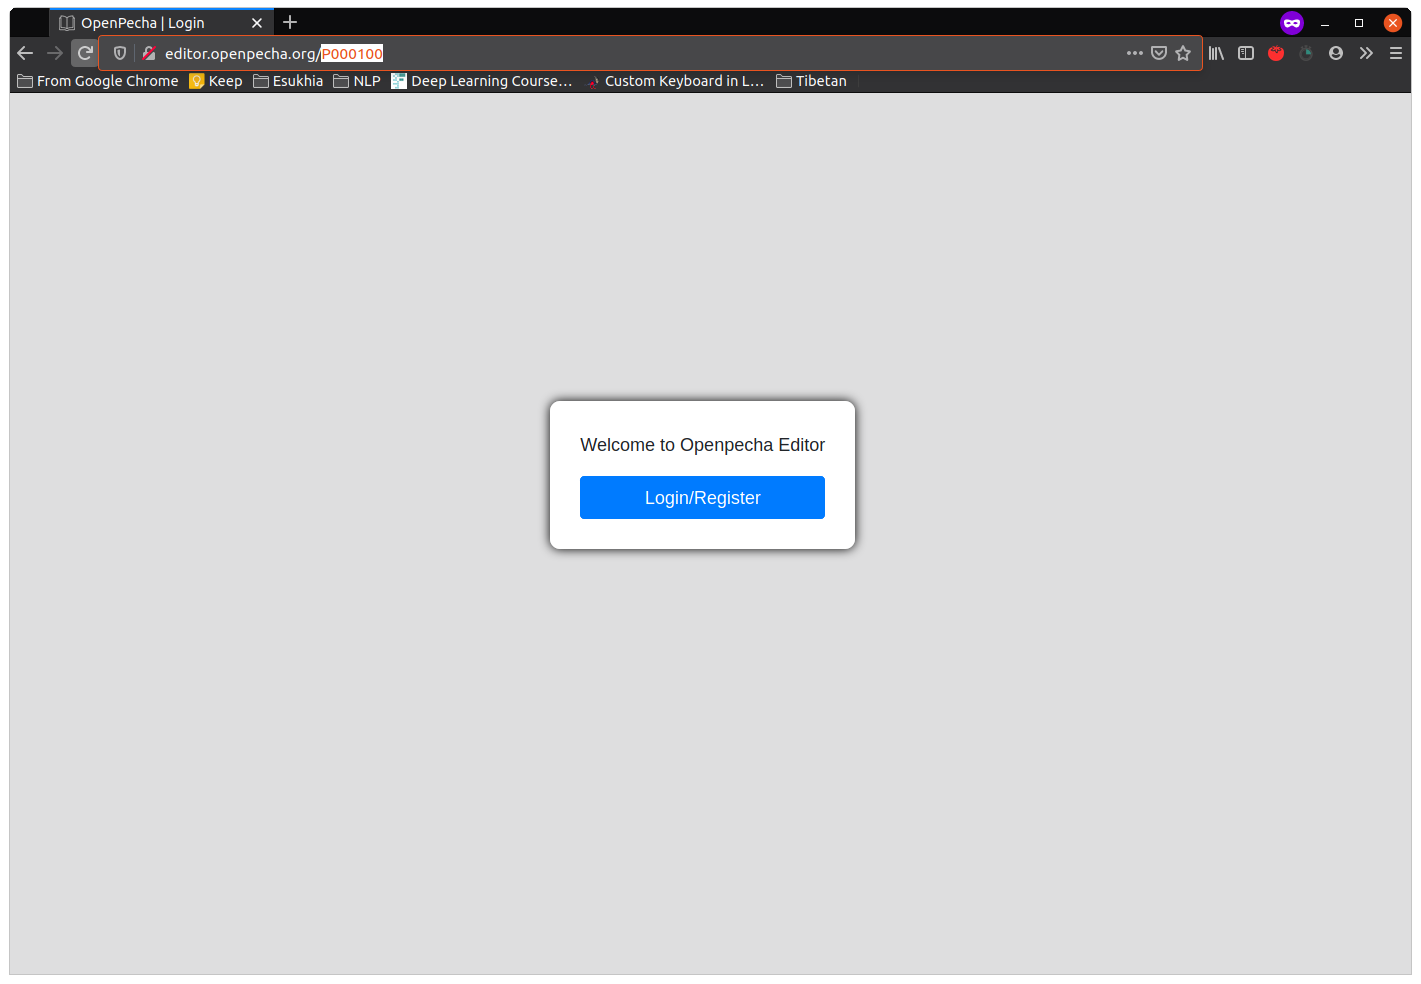 OpenPecha | Login
editor.openpecha.org/P000100
From Google Chrome Keep Esukhia NLP Deep Learning Course... Custom Keyboard in L... Tibetan
Welcome to Openpecha Editor
Login/Register